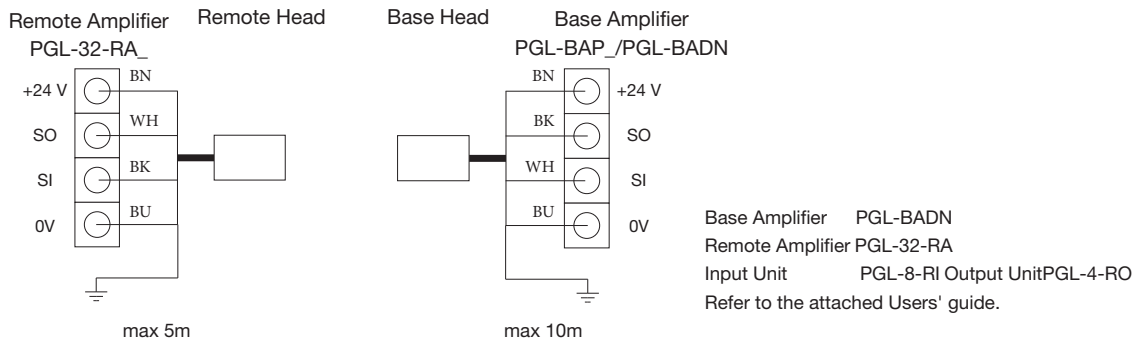 Remote Amplifier
PGL-32-RA_
Remote Head
+24 V
BN
SO
WH
SI
BK
0V
BU
max 5m
Base Head
Base Amplifier
PGL-BAP_/PGL-BADN
BN
+24 V
BK
SO
WH
SI
BU
0V
max 10m
Base Amplifier PGL-BADN
Remote Amplifier PGL-32-RA
Input Unit PGL-8-RI Output UnitPGL-4-RO
Refer to the attached Users' guide.